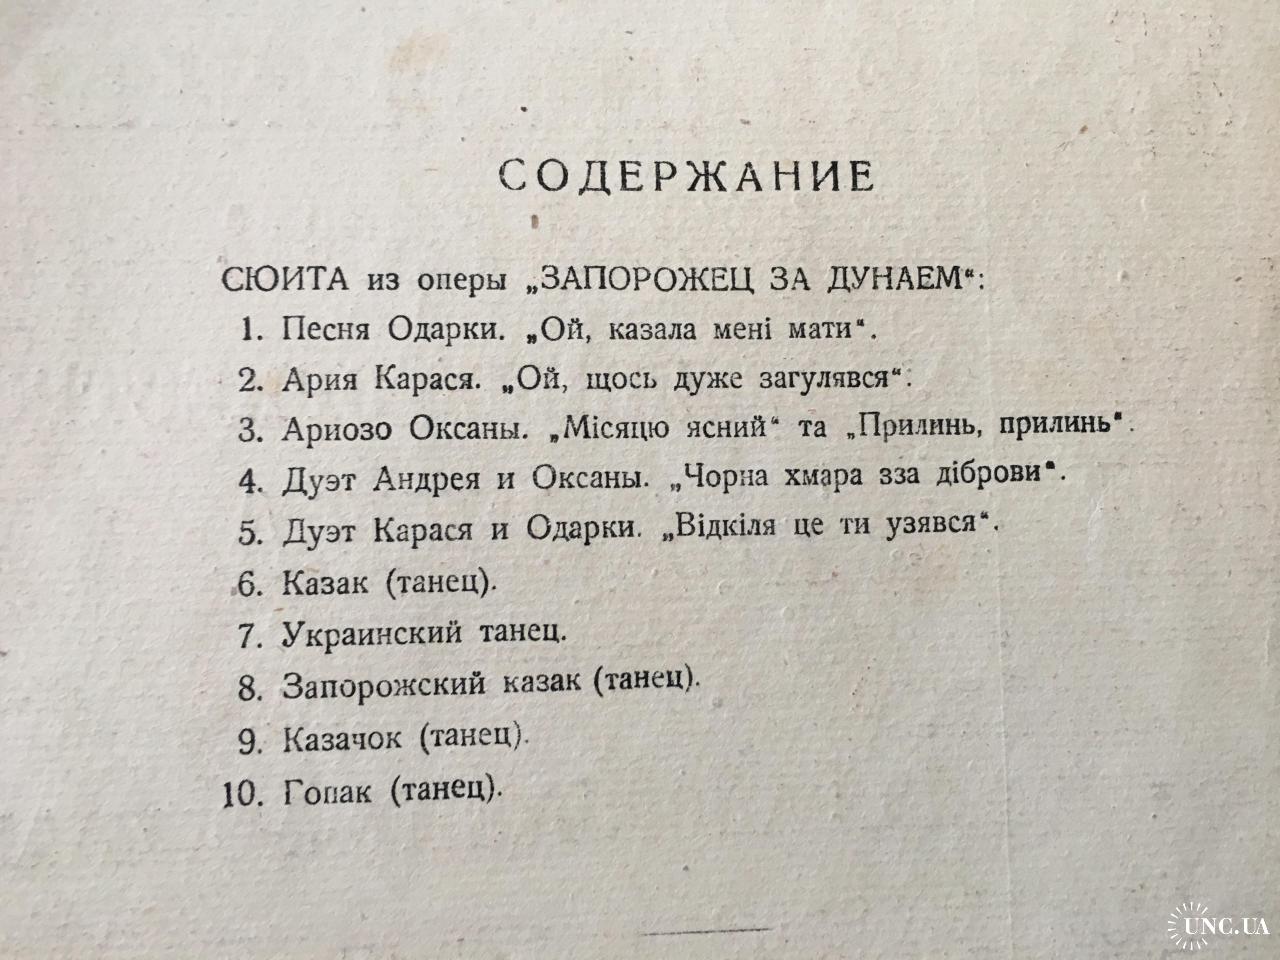 СОДЕРЖАНИЕ
СЮИТА из оперы „ЗАПОРОЖЕЦ ЗА ДУНАЕМ“:
1. Песня Одарки. „Ой, казала мені мати“.
2. Ария Карася. „Ой, щось дуже загулявся“.
3. Ариозо Оксаны. „Місяцю ясний“ та „Прилинь, прилинь“.
4. Дуэт Андрея и Оксаны. „Чорна хмара зза діброви“.
5. Дуэт Карася и Одарки. „Відкіля це ти узявся“.
6. Казак (танец).
7. Украинский танец.
8. Запорожский казак (танец).
9. Казачок (танец).
10. Гопак (танец).
UNC.UA